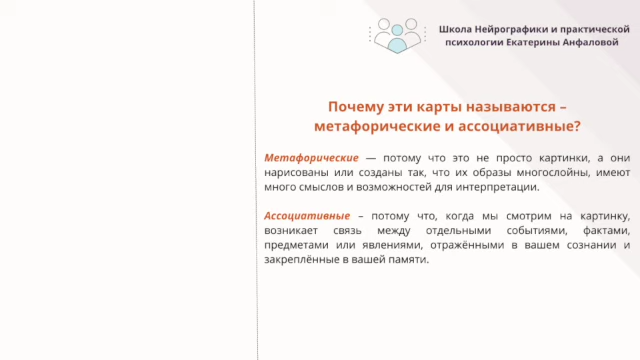 Школа Нейрографики и практической
психологии Екатерины Анфаловой
Почему эти карты называются –
метафорические и ассоциативные?
Метафорические — потому что это не просто картинки, а они
нарисованы или созданы так, что их образы многослойны, имеют
много смыслов и возможностей для интерпретации.
Ассоциативные – потому что, когда мы смотрим на картинку,
возникает связь между отдельными событиями, фактами,
предметами или явлениями, отражёнными в вашем сознании и
закреплённые в вашей памяти.